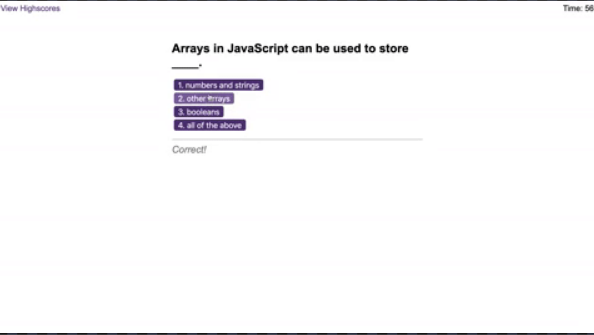 View Highscores
Time: 56
Arrays in JavaScript can be used to store
____.
1. numbers and strings
2. other arrays
3. booleans
4. all of the above
Correct!